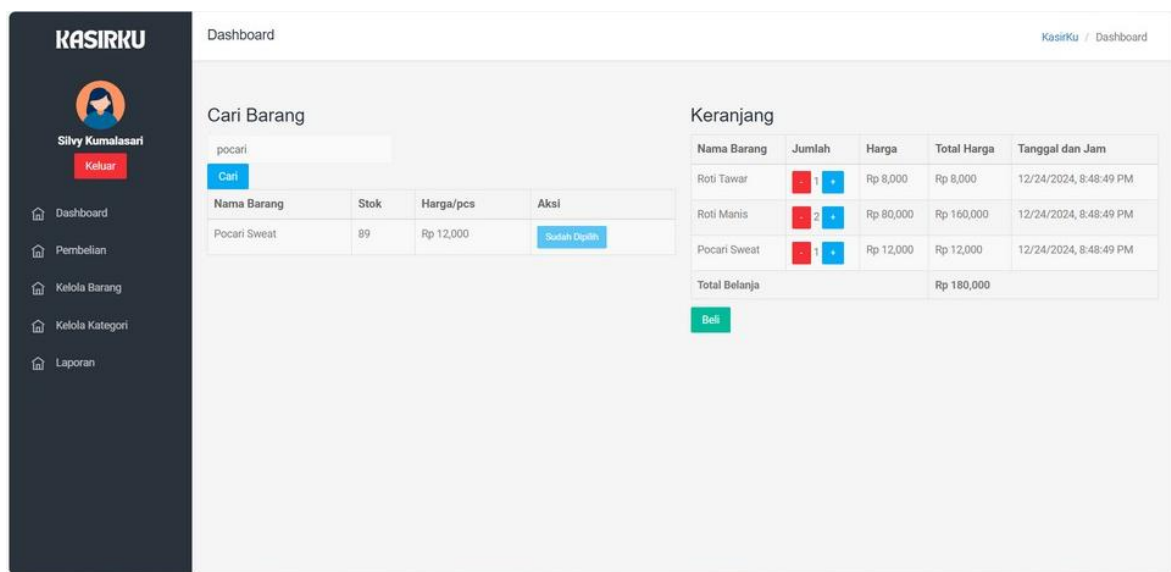 KASIRKU
Silvy Kumalasari
Keluar
Dashboard
Pembelian
Kelola Barang
Kelola Kategori
Laporan
Dashboard
KasirKu / Dashboard
Cari Barang
pocari
Cari
Nama Barang Stok Harga/pcs Aksi
Pocari Sweat 89 Rp 12,000 Sudah Dipilih
Keranjang
Nama Barang Jumlah Harga Total Harga Tanggal dan Jam
Roti Tawar - 1 + Rp 8,000 Rp 8,000 12/24/2024, 8:48:49 PM
Roti Manis - 2 + Rp 80,000 Rp 160,000 12/24/2024, 8:48:49 PM
Pocari Sweat - 1 + Rp 12,000 Rp 12,000 12/24/2024, 8:48:49 PM
Total Belanja Rp 180,000
Beli